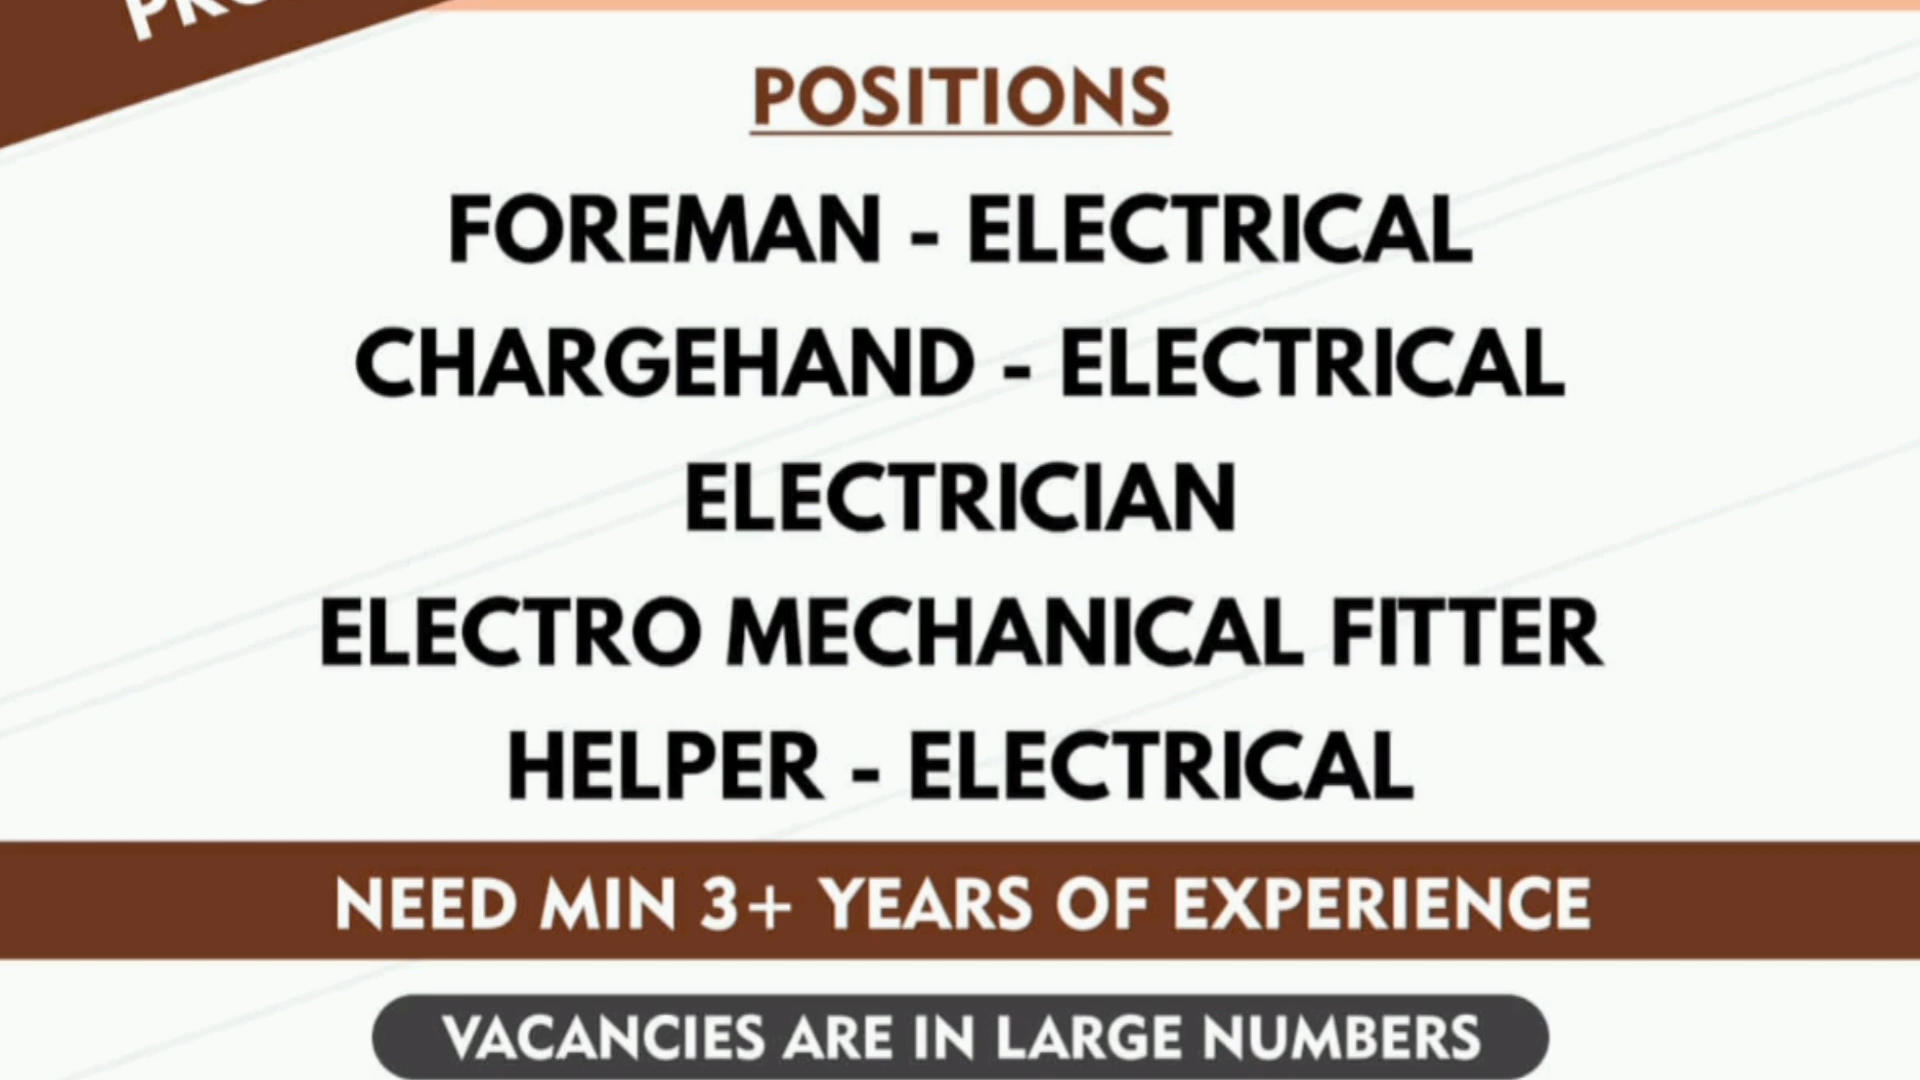 POSITIONS
FOREMAN - ELECTRICAL
CHARGEHAND - ELECTRICAL
ELECTRICIAN
ELECTRO MECHANICAL FITTER
HELPER - ELECTRICAL
NEED MIN 3+ YEARS OF EXPERIENCE
VACANCIES ARE IN LARGE NUMBERS